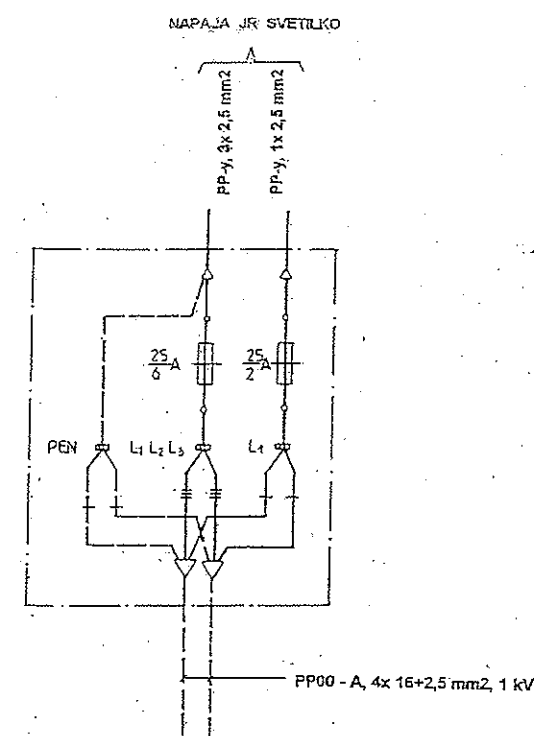 NAPAJA JR SVETILKO
PP-y, 3x 2,5 mm2
PP-y, 1x 2,5 mm2
25
6 A
25
2 A
PEN
L1 L2 L3
L1
PP00 - A, 4x 16+2,5 mm2, 1 kV